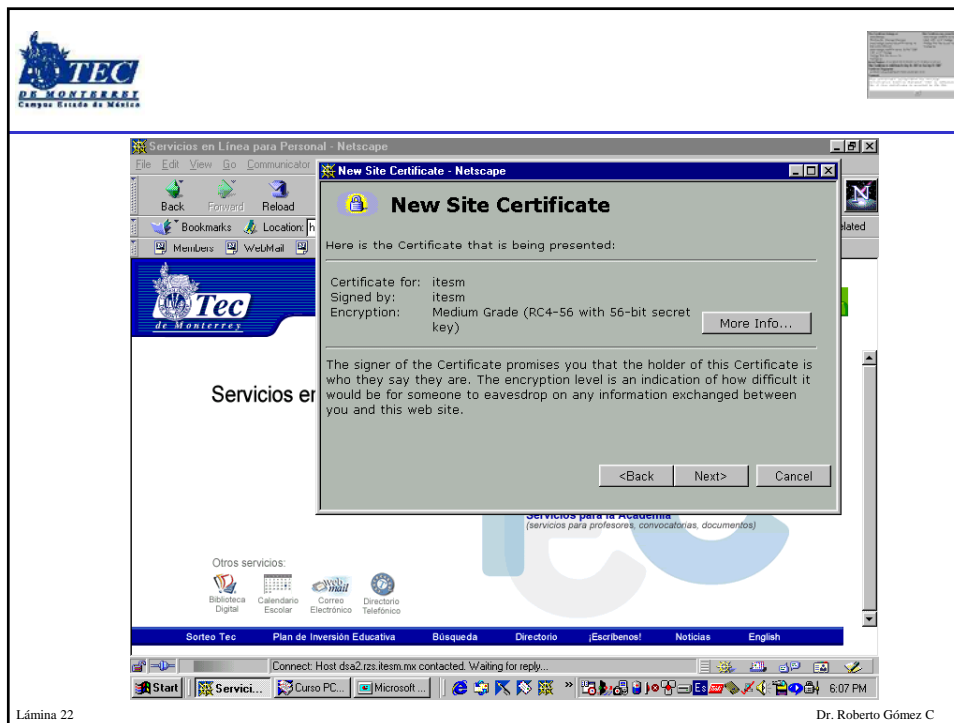 TEC
DE MONTERREY
Campus Estado de México
Servicios en Línea para Personal - Netscape
File Edit View Go Communicator
New Site Certificate - Netscape
Back Forward Reload
New Site Certificate
Bookmarks Location: h
elated
Members WebMail
Here is the Certificate that is being presented:
Certificate for: itesm
Signed by: itesm
Encryption: Medium Grade (RC4-56 with 56-bit secret
key)
More Info...
Tec
de Monterrey
The signer of the Certificate promises you that the holder of this Certificate is
who they say they are. The encryption level is an indication of how difficult it
would be for someone to eavesdrop on any information exchanged between
you and this web site.
Servicios en
<Back Next> Cancel
Servicios para la Academia
(servicios para profesores, convocatorias, documentos)
Otros servicios:
Biblioteca
Digital
Calendario
Escolar
Correo
Electrónico
Directorio
Telefónico
Sorteo Tec Plan de Inversión Educativa Búsqueda Directorio ¡Escríbenos! Noticias English
Connect: Host dsa2.rzs.itesm.mx contacted. Waiting for reply...
Start Servici... Curso PC... Microsoft ... Es 6:07 PM
Lámina 22
Dr. Roberto Gómez C